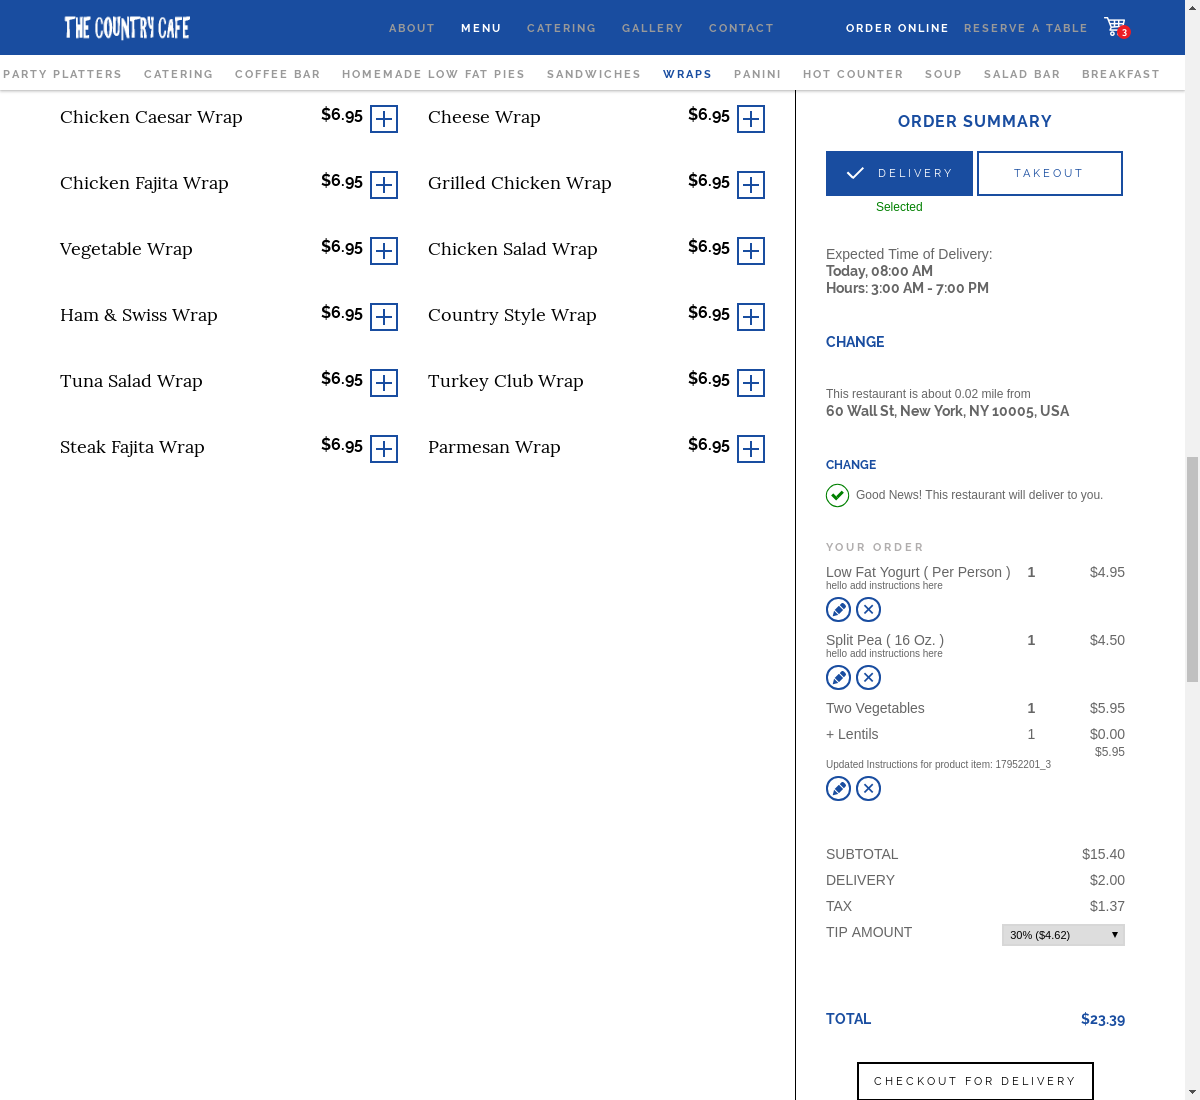 THE COUNTRY CAFE
ABOUT MENU CATERING GALLERY CONTACT ORDER ONLINE RESERVE A TABLE 3
PARTY PLATTERS CATERING COFFEE BAR HOMEMADE LOW FAT PIES SANDWICHES WRAPS PANINI HOT COUNTER SOUP SALAD BAR BREAKFAST
Chicken Caesar Wrap $6.95 Cheese Wrap $6.95
Chicken Fajita Wrap $6.95 Grilled Chicken Wrap $6.95
Vegetable Wrap $6.95 Chicken Salad Wrap $6.95
Ham & Swiss Wrap $6.95 Country Style Wrap $6.95
Tuna Salad Wrap $6.95 Turkey Club Wrap $6.95
Steak Fajita Wrap $6.95 Parmesan Wrap $6.95
ORDER SUMMARY
DELIVERY TAKEOUT
Selected
Expected Time of Delivery:
Today, 08:00 AM
Hours: 3:00 AM - 7:00 PM
CHANGE
This restaurant is about 0.02 mile from
60 Wall St, New York, NY 10005, USA
CHANGE
Good News! This restaurant will deliver to you.
YOUR ORDER
Low Fat Yogurt ( Per Person ) 1 $4.95
hello add instructions here
Split Pea ( 16 Oz. ) 1 $4.50
hello add instructions here
Two Vegetables 1 $5.95
+ Lentils 1 $0.00
$5.95
Updated Instructions for product item: 17952201_3
SUBTOTAL $15.40
DELIVERY $2.00
TAX $1.37
TIP AMOUNT 30% ($4.62)
TOTAL $23.39
CHECKOUT FOR DELIVERY